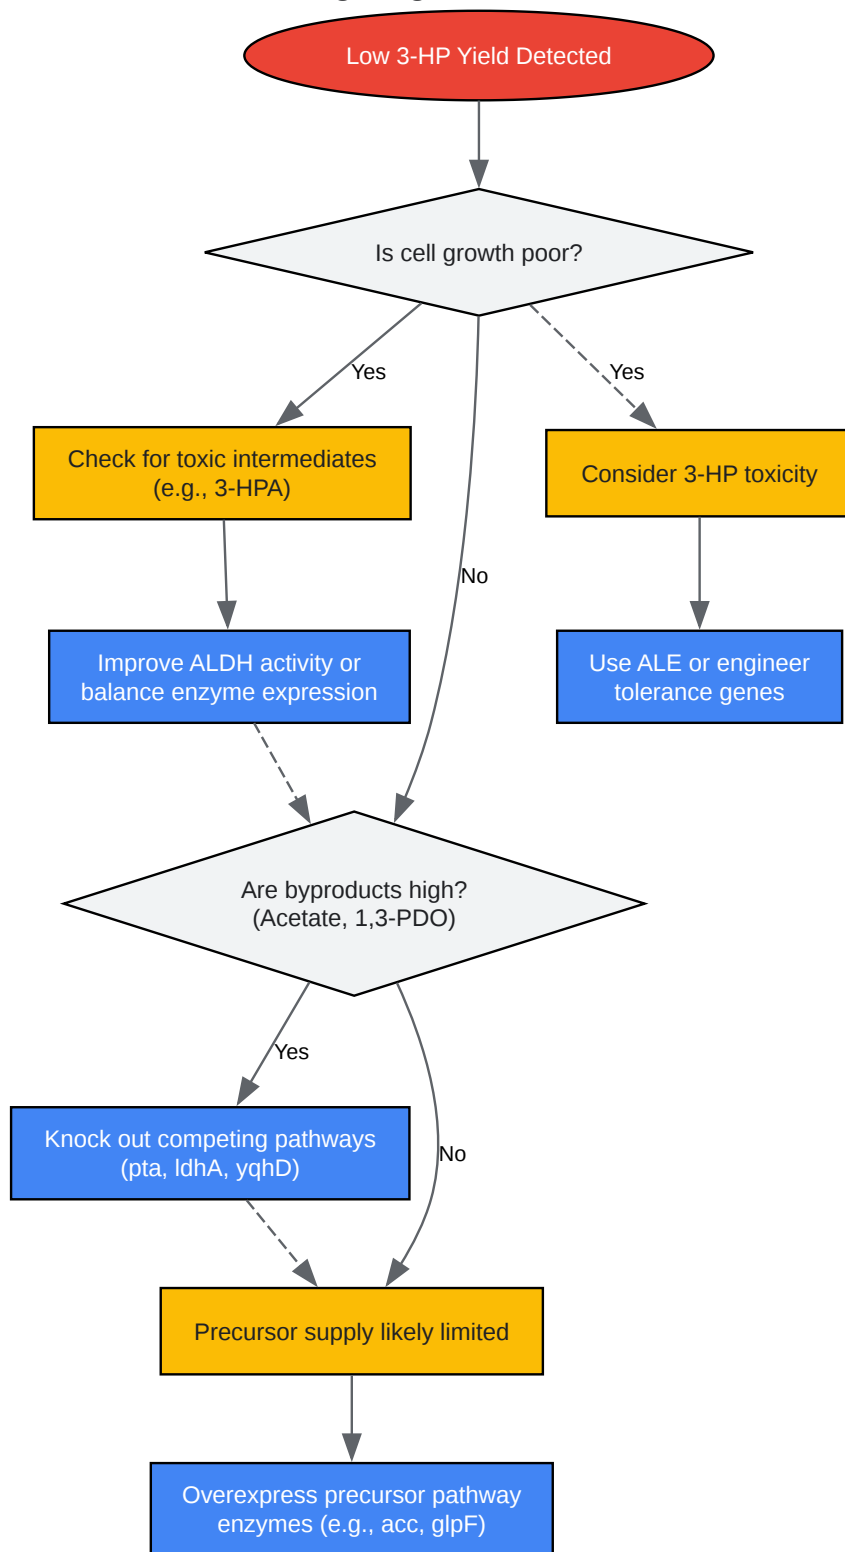 Low 3-HP Yield Detected
Is cell growth poor?
Yes
Yes
Check for toxic intermediates
(e.g., 3-HPA)
Consider 3-HP toxicity
No
Improve ALDH activity or
balance enzyme expression
Use ALE or engineer
tolerance genes
Are byproducts high?
(Acetate, 1,3-PDO)
Yes
Knock out competing pathways
(pta, ldhA, yqhD)
No
Precursor supply likely limited
Overexpress precursor pathway
enzymes (e.g., acc, glpF)